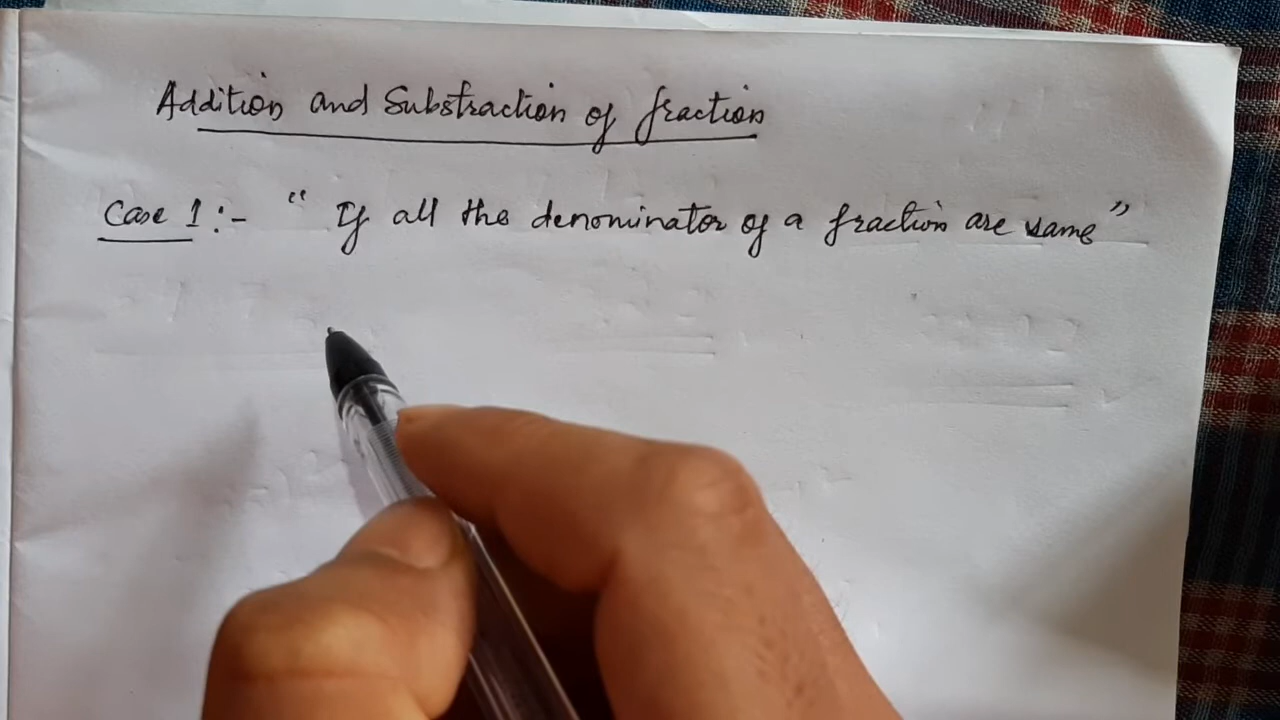 Addition and Substraction of fraction
Case 1:- " If all the denominator of a fraction are same "